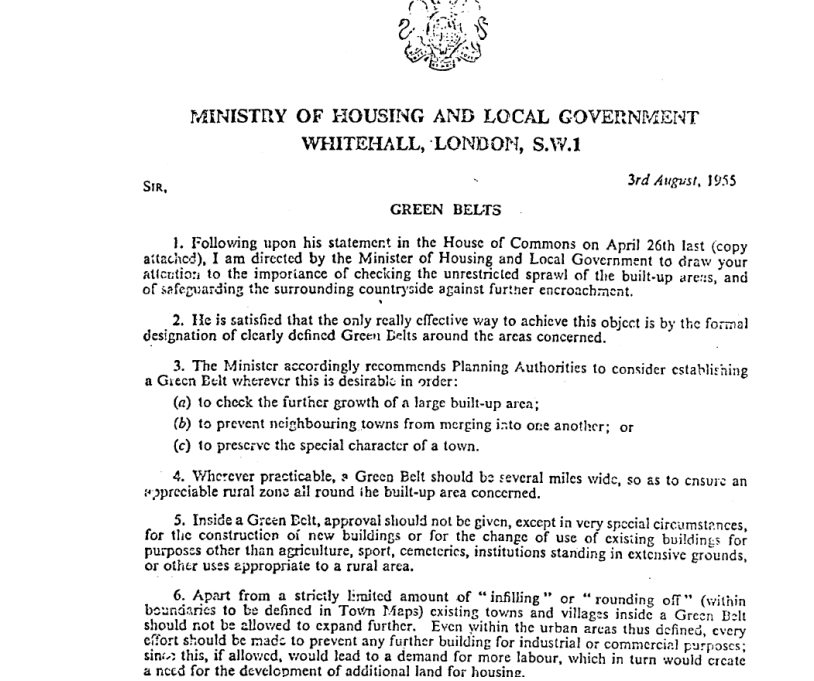 MINISTRY OF HOUSING AND LOCAL GOVERNMENT
WHITEHALL, LONDON, S.W.1
3rd August, 1955
SIR,
GREEN BELTS
1. Following upon his statement in the House of Commons on April 26th last (copy
attached), I am directed by the Minister of Housing and Local Government to draw your
attention to the importance of checking the unrestricted sprawl of the built-up areas, and
of safeguarding the surrounding countryside against further encroachment.
2. He is satisfied that the only really effective way to achieve this object is by the formal
designation of clearly defined Green Belts around the areas concerned.
3. The Minister accordingly recommends Planning Authorities to consider establishing
a Green Belt wherever this is desirable in order:
(a) to check the further growth of a large built-up area;
(b) to prevent neighbouring towns from merging into one another; or
(c) to preserve the special character of a town.
4. Wherever practicable, a Green Belt should be several miles wide, so as to ensure an
appreciable rural zone all round the built-up area concerned.
5. Inside a Green Belt, approval should not be given, except in very special circumstances,
for the construction of new buildings or for the change of use of existing buildings for
purposes other than agriculture, sport, cemeteries, institutions standing in extensive grounds,
or other uses appropriate to a rural area.
6. Apart from a strictly limited amount of "infilling" or "rounding off" (within
boundaries to be defined in Town Maps) existing towns and villages inside a Green Belt
should not be allowed to expand further. Even within the urban areas thus defined, every
effort should be made to prevent any further building for industrial or commercial purposes;
since this, if allowed, would lead to a demand for more labour, which in turn would create
a need for the development of additional land for housing.